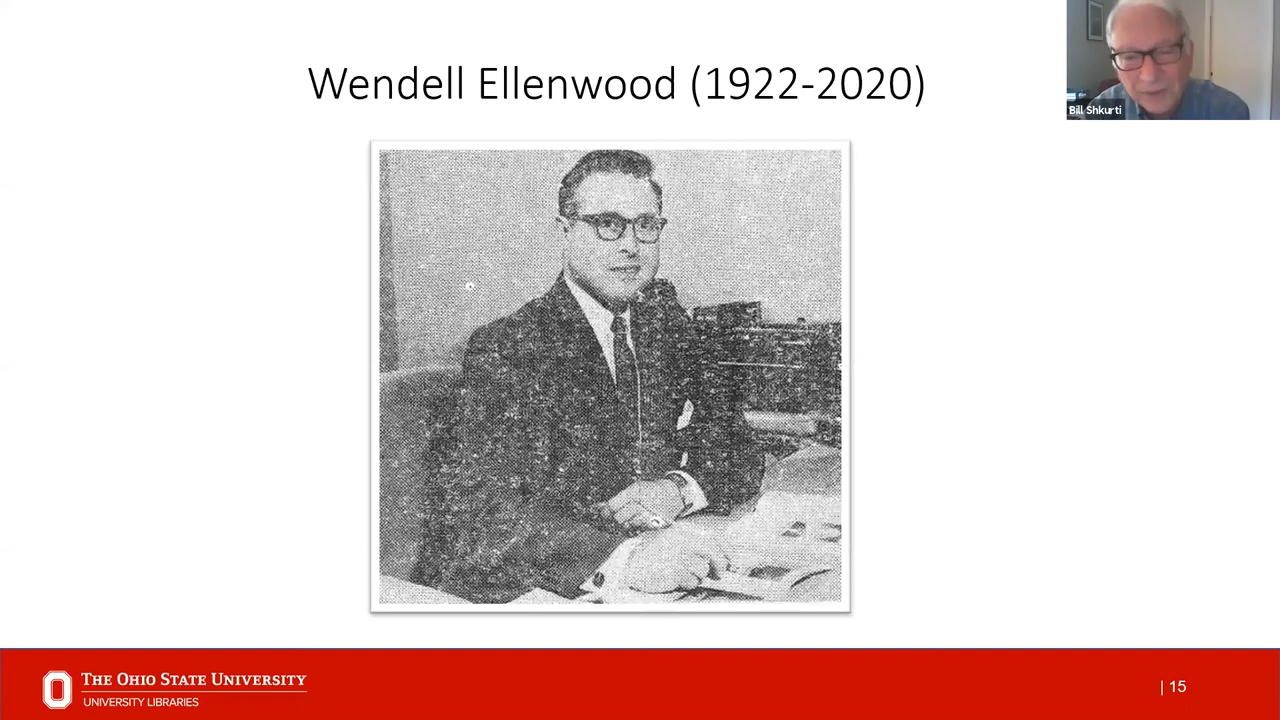 Wendell Ellenwood (1922-2020)
Bill Shkurti
THE OHIO STATE UNIVERSITY
UNIVERSITY LIBRARIES
| 15